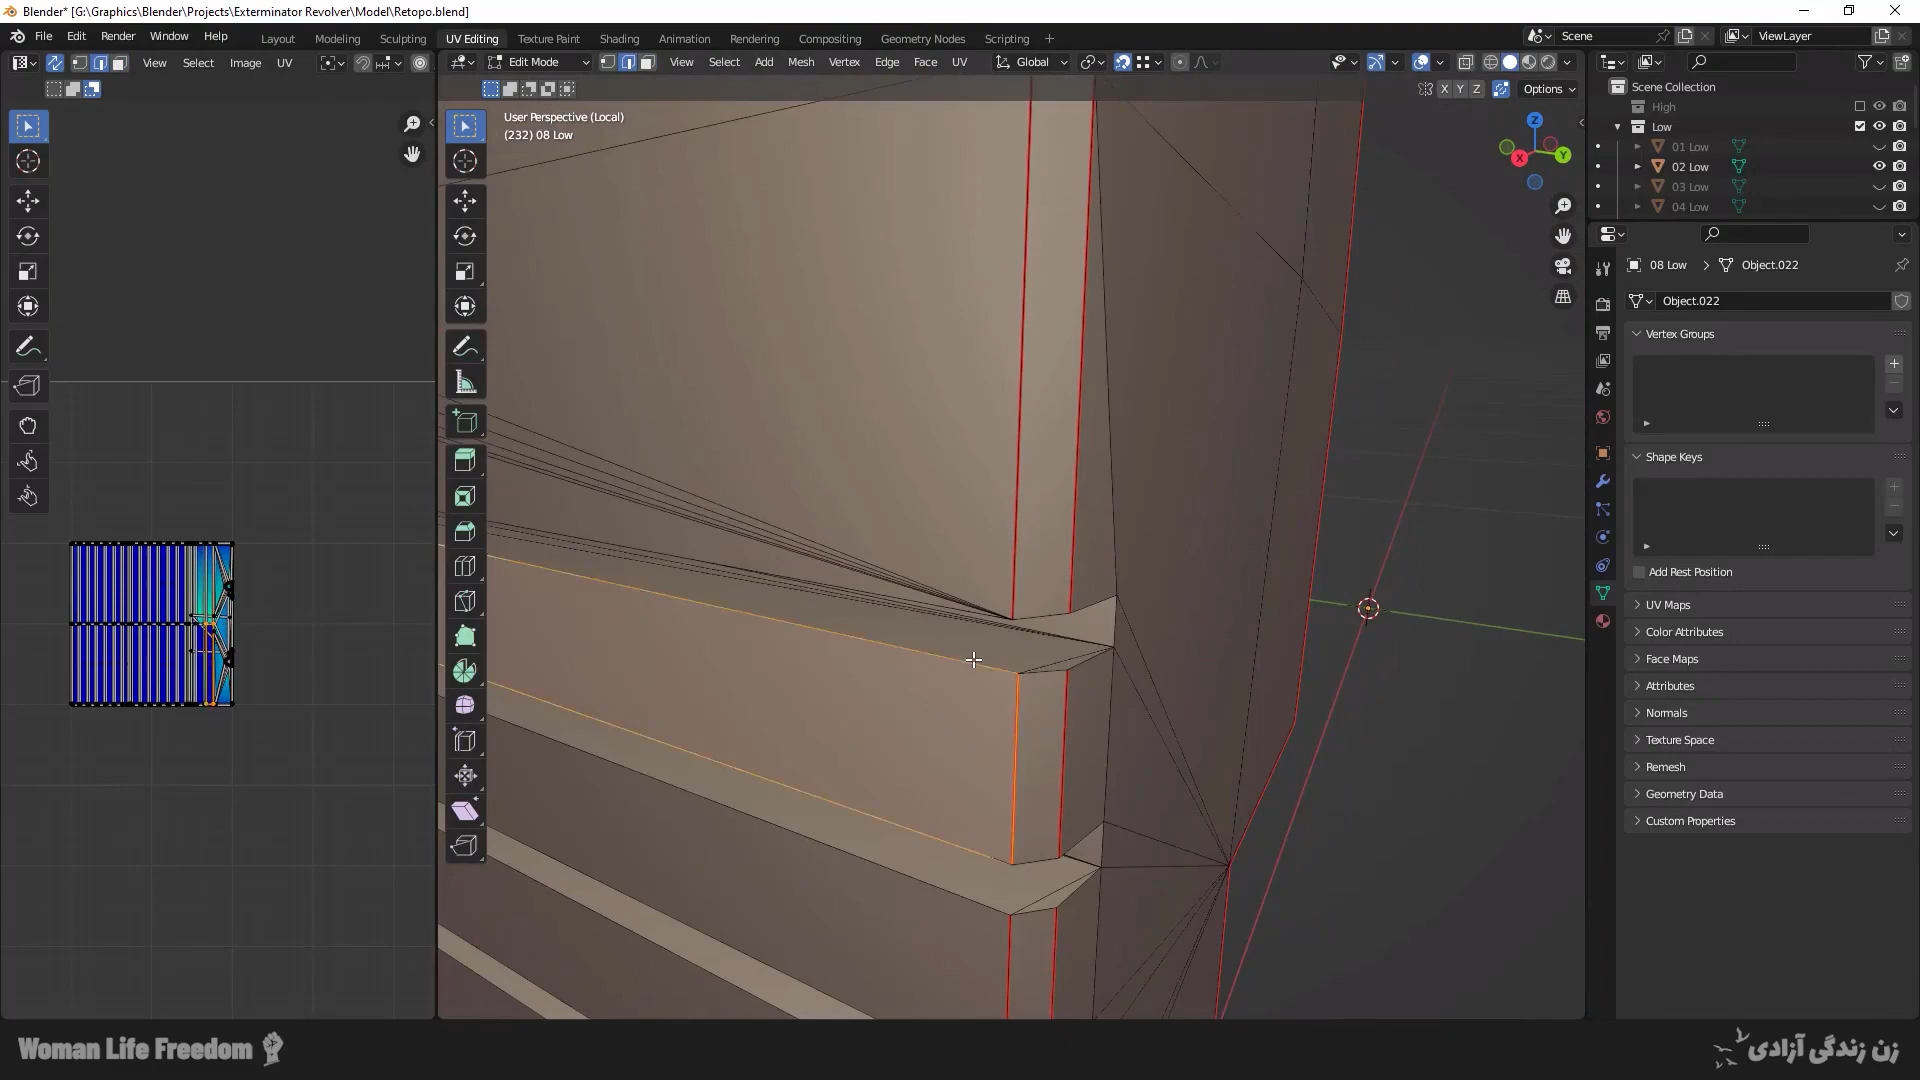 Blender* [G:\Graphics\Blender\Projects\Exterminator Revolver\Model\Retopo.blend]
File Edit Render Window Help
Layout Modeling Sculpting UV Editing Texture Paint Shading Animation Rendering Compositing Geometry Nodes Scripting +
Scene
ViewLayer
View Select Image UV
Edit Mode View Select Add Mesh Vertex Edge Face UV
Global
X Y Z Options
User Perspective (Local)
(232) 08 Low
Z
X
Y
Scene Collection
High
Low
01 Low
02 Low
03 Low
04 Low
08 Low > Object.022
Object.022
Vertex Groups
Shape Keys
Add Rest Position
UV Maps
Color Attributes
Face Maps
Attributes
Normals
Texture Space
Remesh
Geometry Data
Custom Properties
Woman Life Freedom
زن زندگی آزادی